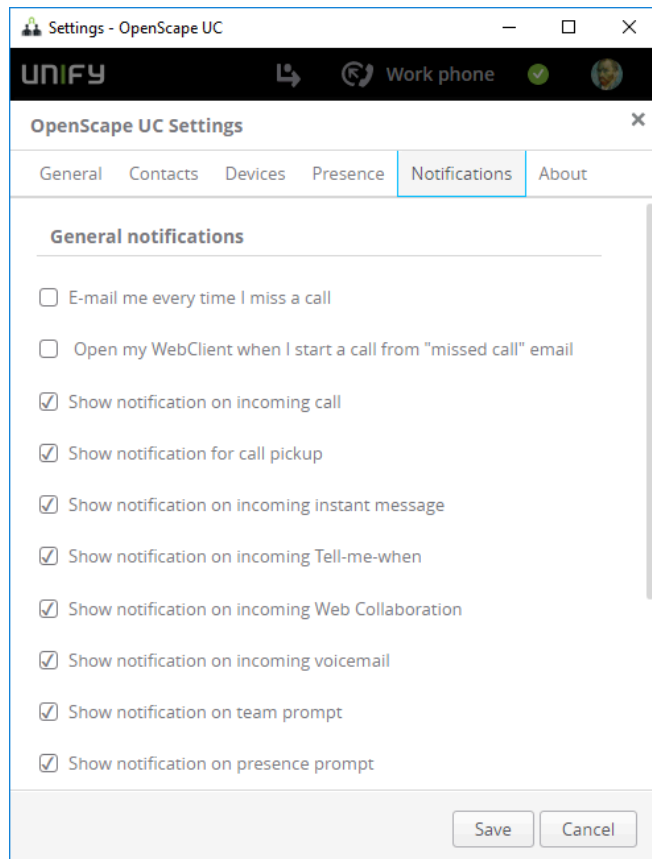 Settings - OpenScape UC
UNIFY
Work phone
OpenScape UC Settings
General Contacts Devices Presence Notifications About
General notifications
E-mail me every time I miss a call
Open my WebClient when I start a call from "missed call" email
Show notification on incoming call
Show notification for call pickup
Show notification on incoming instant message
Show notification on incoming Tell-me-when
Show notification on incoming Web Collaboration
Show notification on incoming voicemail
Show notification on team prompt
Show notification on presence prompt
Save Cancel